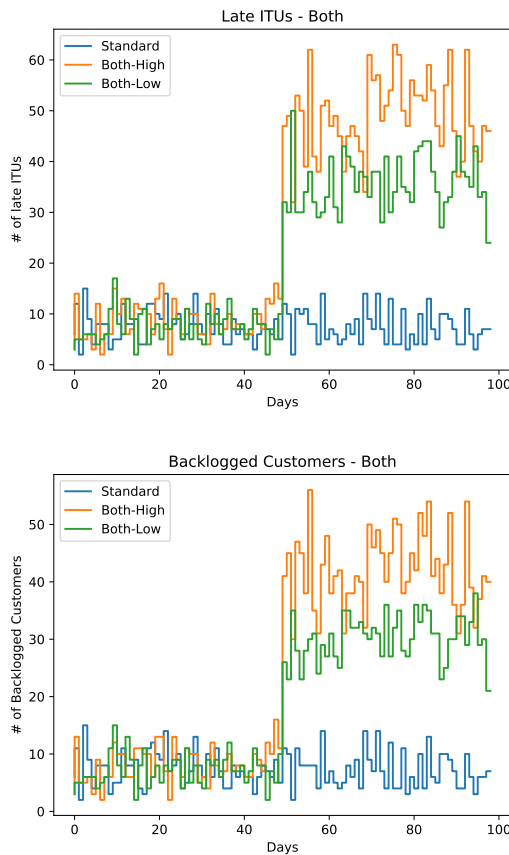 Late ITUs - Both
Standard
Both-High
Both-Low
# of late ITUs
60
50
40
30
20
10
0
0 20 40 60 80 100
Days
Backlogged Customers - Both
Standard
Both-High
Both-Low
# of Backlogged Customers
50
40
30
20
10
0
0 20 40 60 80 100
Days